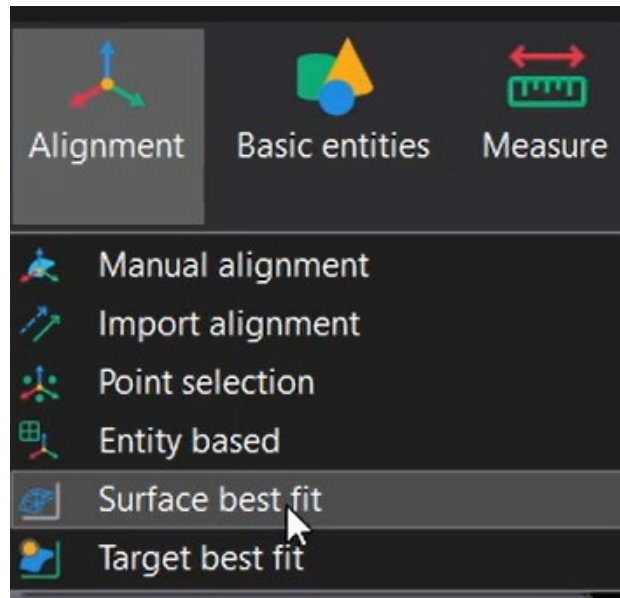 Alignment Basic entities Measure
Manual alignment
Import alignment
Point selection
Entity based
Surface best fit
Target best fit